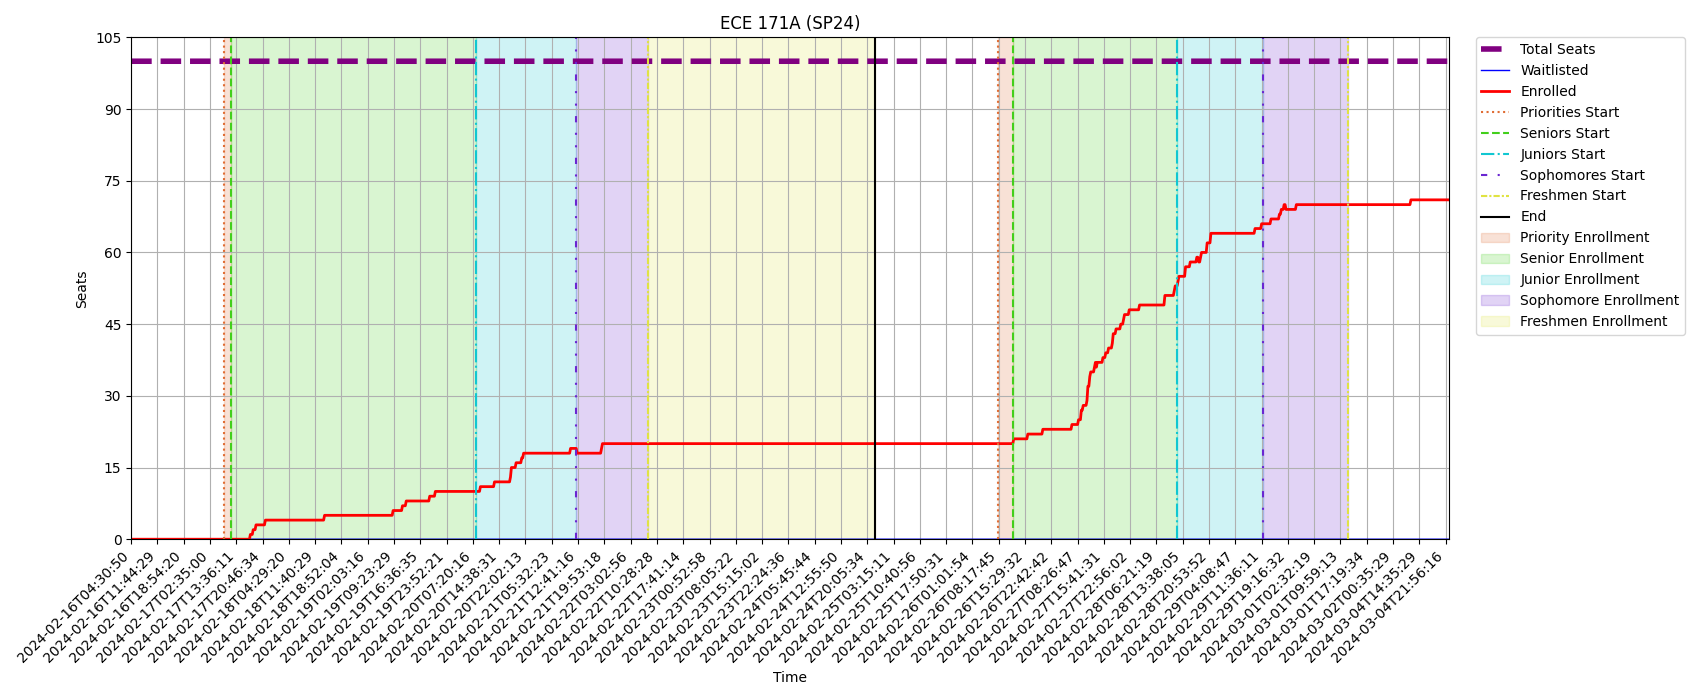 ECE 171A (SP24)
105
90
75
60
45
30
15
0
Seats
2024-02-16T04:30:50
2024-02-16T11:44:29
2024-02-16T18:54:20
2024-02-17T02:35:00
2024-02-17T13:36:11
2024-02-17T20:46:34
2024-02-18T04:29:20
2024-02-18T11:40:29
2024-02-18T18:52:04
2024-02-19T02:03:16
2024-02-19T09:23:29
2024-02-19T16:36:35
2024-02-19T23:52:21
2024-02-20T07:20:16
2024-02-20T14:38:31
2024-02-20T22:02:13
2024-02-21T05:32:23
2024-02-21T12:41:16
2024-02-21T19:53:18
2024-02-22T03:02:56
2024-02-22T10:28:28
2024-02-22T17:41:14
2024-02-23T00:52:58
2024-02-23T08:05:22
2024-02-23T15:15:02
2024-02-23T22:24:36
2024-02-24T05:45:44
2024-02-24T12:55:50
2024-02-24T20:05:34
2024-02-25T03:15:11
2024-02-25T10:40:56
2024-02-25T17:50:31
2024-02-26T01:01:54
2024-02-26T08:17:45
2024-02-26T15:29:32
2024-02-26T22:42:42
2024-02-27T08:26:47
2024-02-27T15:41:31
2024-02-27T22:56:02
2024-02-28T06:21:19
2024-02-28T13:38:05
2024-02-28T20:53:52
2024-02-29T04:08:47
2024-02-29T11:36:11
2024-02-29T19:16:32
2024-03-01T02:32:19
2024-03-01T09:59:13
2024-03-01T17:19:34
2024-03-02T00:35:29
2024-03-04T14:35:29
2024-03-04T21:56:16
Time
Total Seats
Waitlisted
Enrolled
Priorities Start
Seniors Start
Juniors Start
Sophomores Start
Freshmen Start
End
Priority Enrollment
Senior Enrollment
Junior Enrollment
Sophomore Enrollment
Freshmen Enrollment